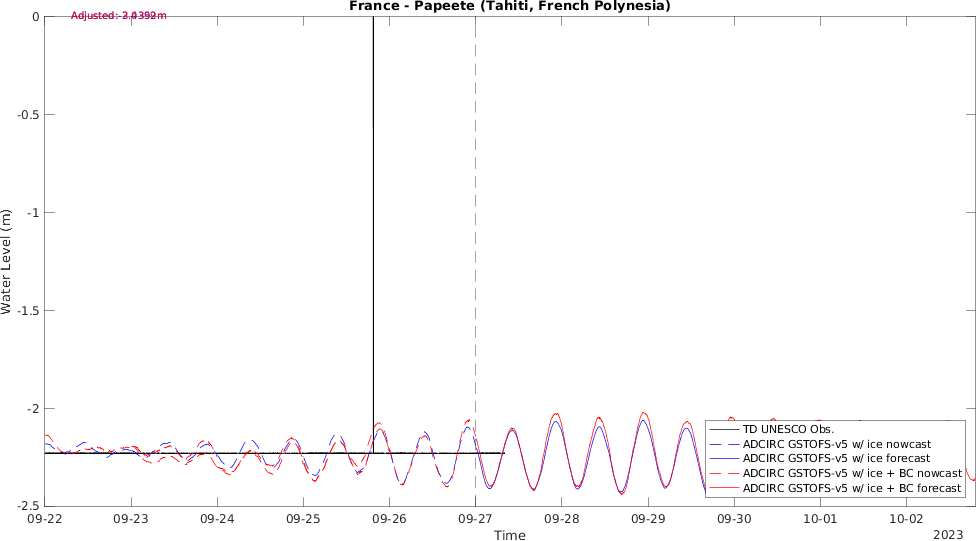 France - Papeete (Tahiti, French Polynesia)
Adjusted:
0
-0.5
-1
-1.5
-2
-2.5
Water Level (m)
09-22
09-23
09-24
09-25
09-26
09-27
09-28
09-29
09-30
10-01
10-02
Time
2023
TD UNESCO Obs.
ADCIRC GSTOFS-v5 w/ ice nowcast
ADCIRC GSTOFS-v5 w/ ice forecast
ADCIRC GSTOFS-v5 w/ ice + BC nowcast
ADCIRC GSTOFS-v5 w/ ice + BC forecast